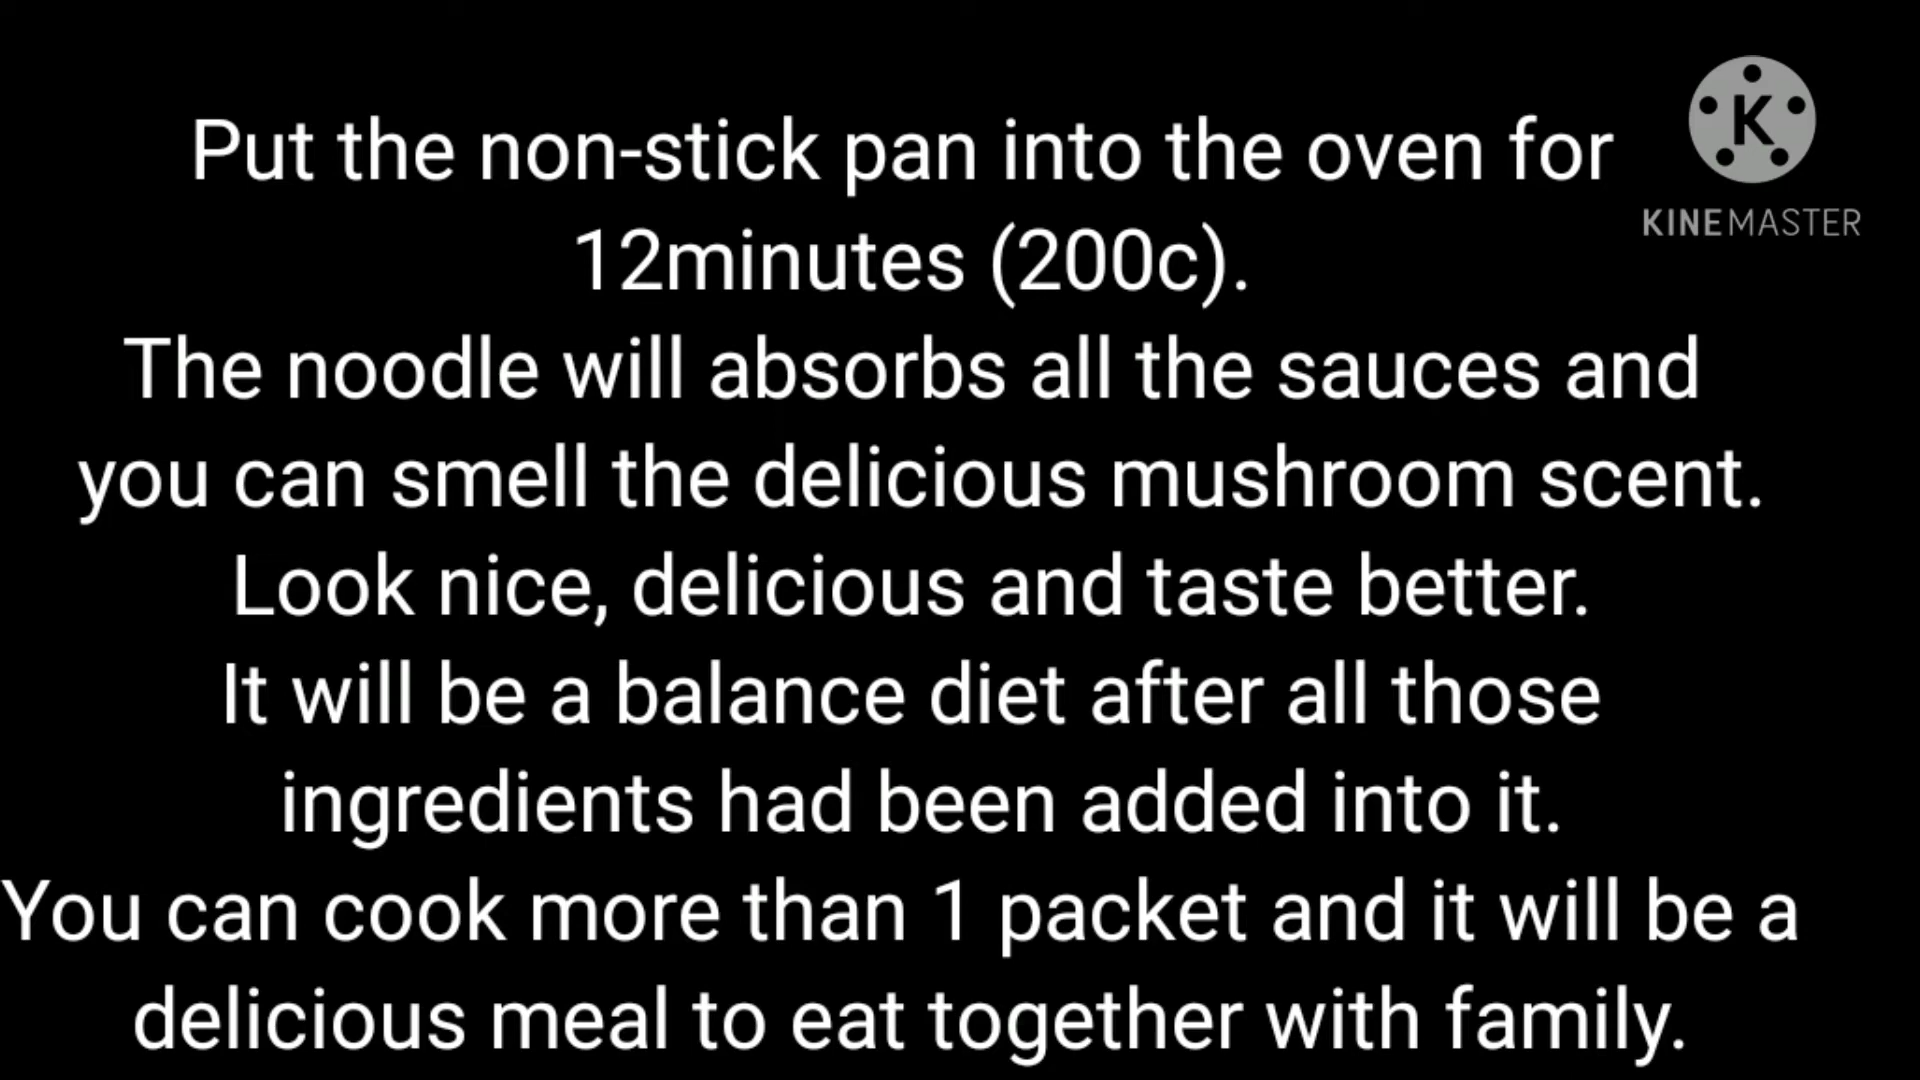 Put the non-stick pan into the oven for
12minutes (200c).
The noodle will absorbs all the sauces and
you can smell the delicious mushroom scent.
Look nice, delicious and taste better.
It will be a balance diet after all those
ingredients had been added into it.
You can cook more than 1 packet and it will be a
delicious meal to eat together with family.
K
KINEMASTER